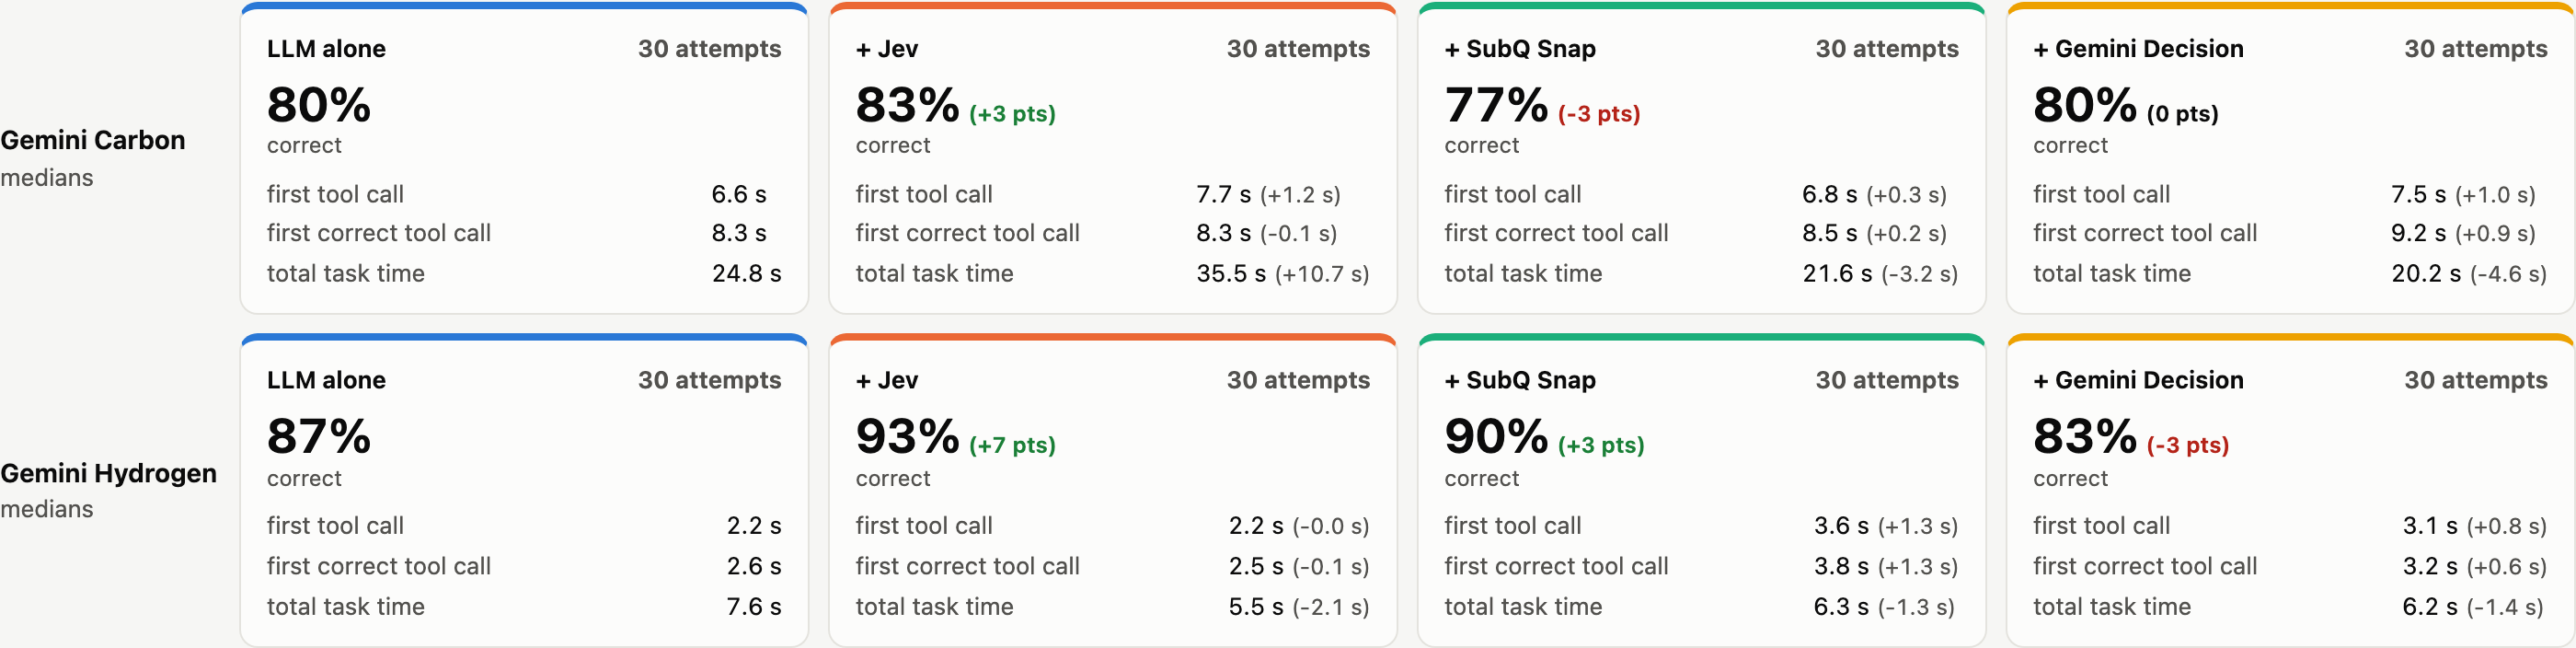 LLM alone 30 attempts
80%
correct
first tool call 6.6 s
first correct tool call 8.3 s
total task time 24.8 s
+ Jev 30 attempts
83% (+3 pts)
correct
first tool call 7.7 s (+1.2 s)
first correct tool call 8.3 s (-0.1 s)
total task time 35.5 s (+10.7 s)
+ SubQ Snap 30 attempts
77% (-3 pts)
correct
first tool call 6.8 s (+0.3 s)
first correct tool call 8.5 s (+0.2 s)
total task time 21.6 s (-3.2 s)
+ Gemini Decision 30 attempts
80% (0 pts)
correct
first tool call 7.5 s (+1.0 s)
first correct tool call 9.2 s (+0.9 s)
total task time 20.2 s (-4.6 s)
Gemini Carbon
medians
LLM alone 30 attempts
87%
correct
first tool call 2.2 s
first correct tool call 2.6 s
total task time 7.6 s
+ Jev 30 attempts
93% (+7 pts)
correct
first tool call 2.2 s (-0.0 s)
first correct tool call 2.5 s (-0.1 s)
total task time 5.5 s (-2.1 s)
+ SubQ Snap 30 attempts
90% (+3 pts)
correct
first tool call 3.6 s (+1.3 s)
first correct tool call 3.8 s (+1.3 s)
total task time 6.3 s (-1.3 s)
+ Gemini Decision 30 attempts
83% (-3 pts)
correct
first tool call 3.1 s (+0.8 s)
first correct tool call 3.2 s (+0.6 s)
total task time 6.2 s (-1.4 s)
Gemini Hydrogen
medians